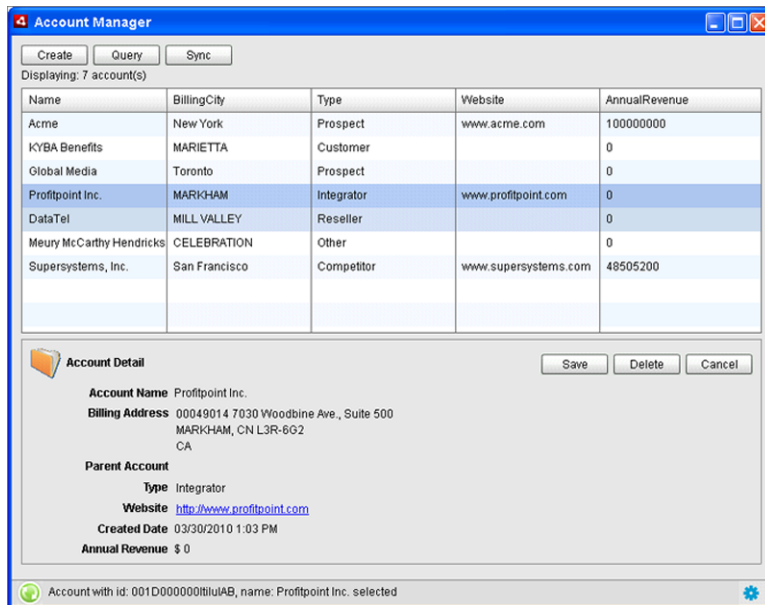 Account Manager
Create Query Sync
Displaying: 7 account(s)
Name BillingCity Type Website AnnualRevenue
Acme New York Prospect www.acme.com 100000000
KYBA Benefits MARIETTA Customer 0
Global Media Toronto Prospect 0
Profitpoint Inc. MARKHAM Integrator www.profitpoint.com 0
DataTel MILL VALLEY Reseller 0
Meury McCarthy Hendricks CELEBRATION Other 0
Supersystems, Inc. San Francisco Competitor www.supersystems.com 48505200
Account Detail Save Delete Cancel
Account Name Profitpoint Inc.
Billing Address 00049014 7030 Woodbine Ave., Suite 500
MARKHAM, CN L3R-6G2
CA
Parent Account
Type Integrator
Website http://www.profitpoint.com
Created Date 03/30/2010 1:03 PM
Annual Revenue $ 0
Account with id: name: Profitpoint Inc. selected